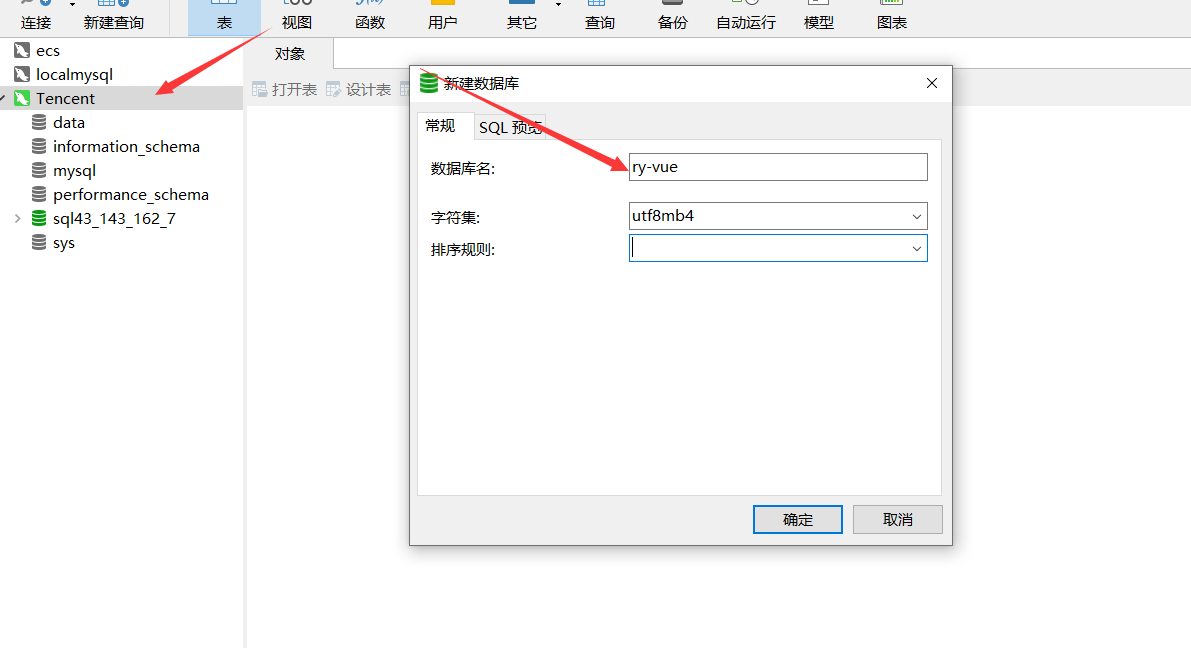 连接 新建查询 表 视图 函数 用户 其它 查询 备份 自动运行 模型 图表
ecs
localmysql
Tencent
data
information_schema
mysql
performance_schema
sql43_143_162_7
sys
对象
打开表 设计表
新建数据库
常规 SQL 预览
数据库名: ry-vue
字符集: utf8mb4
排序规则:
确定 取消